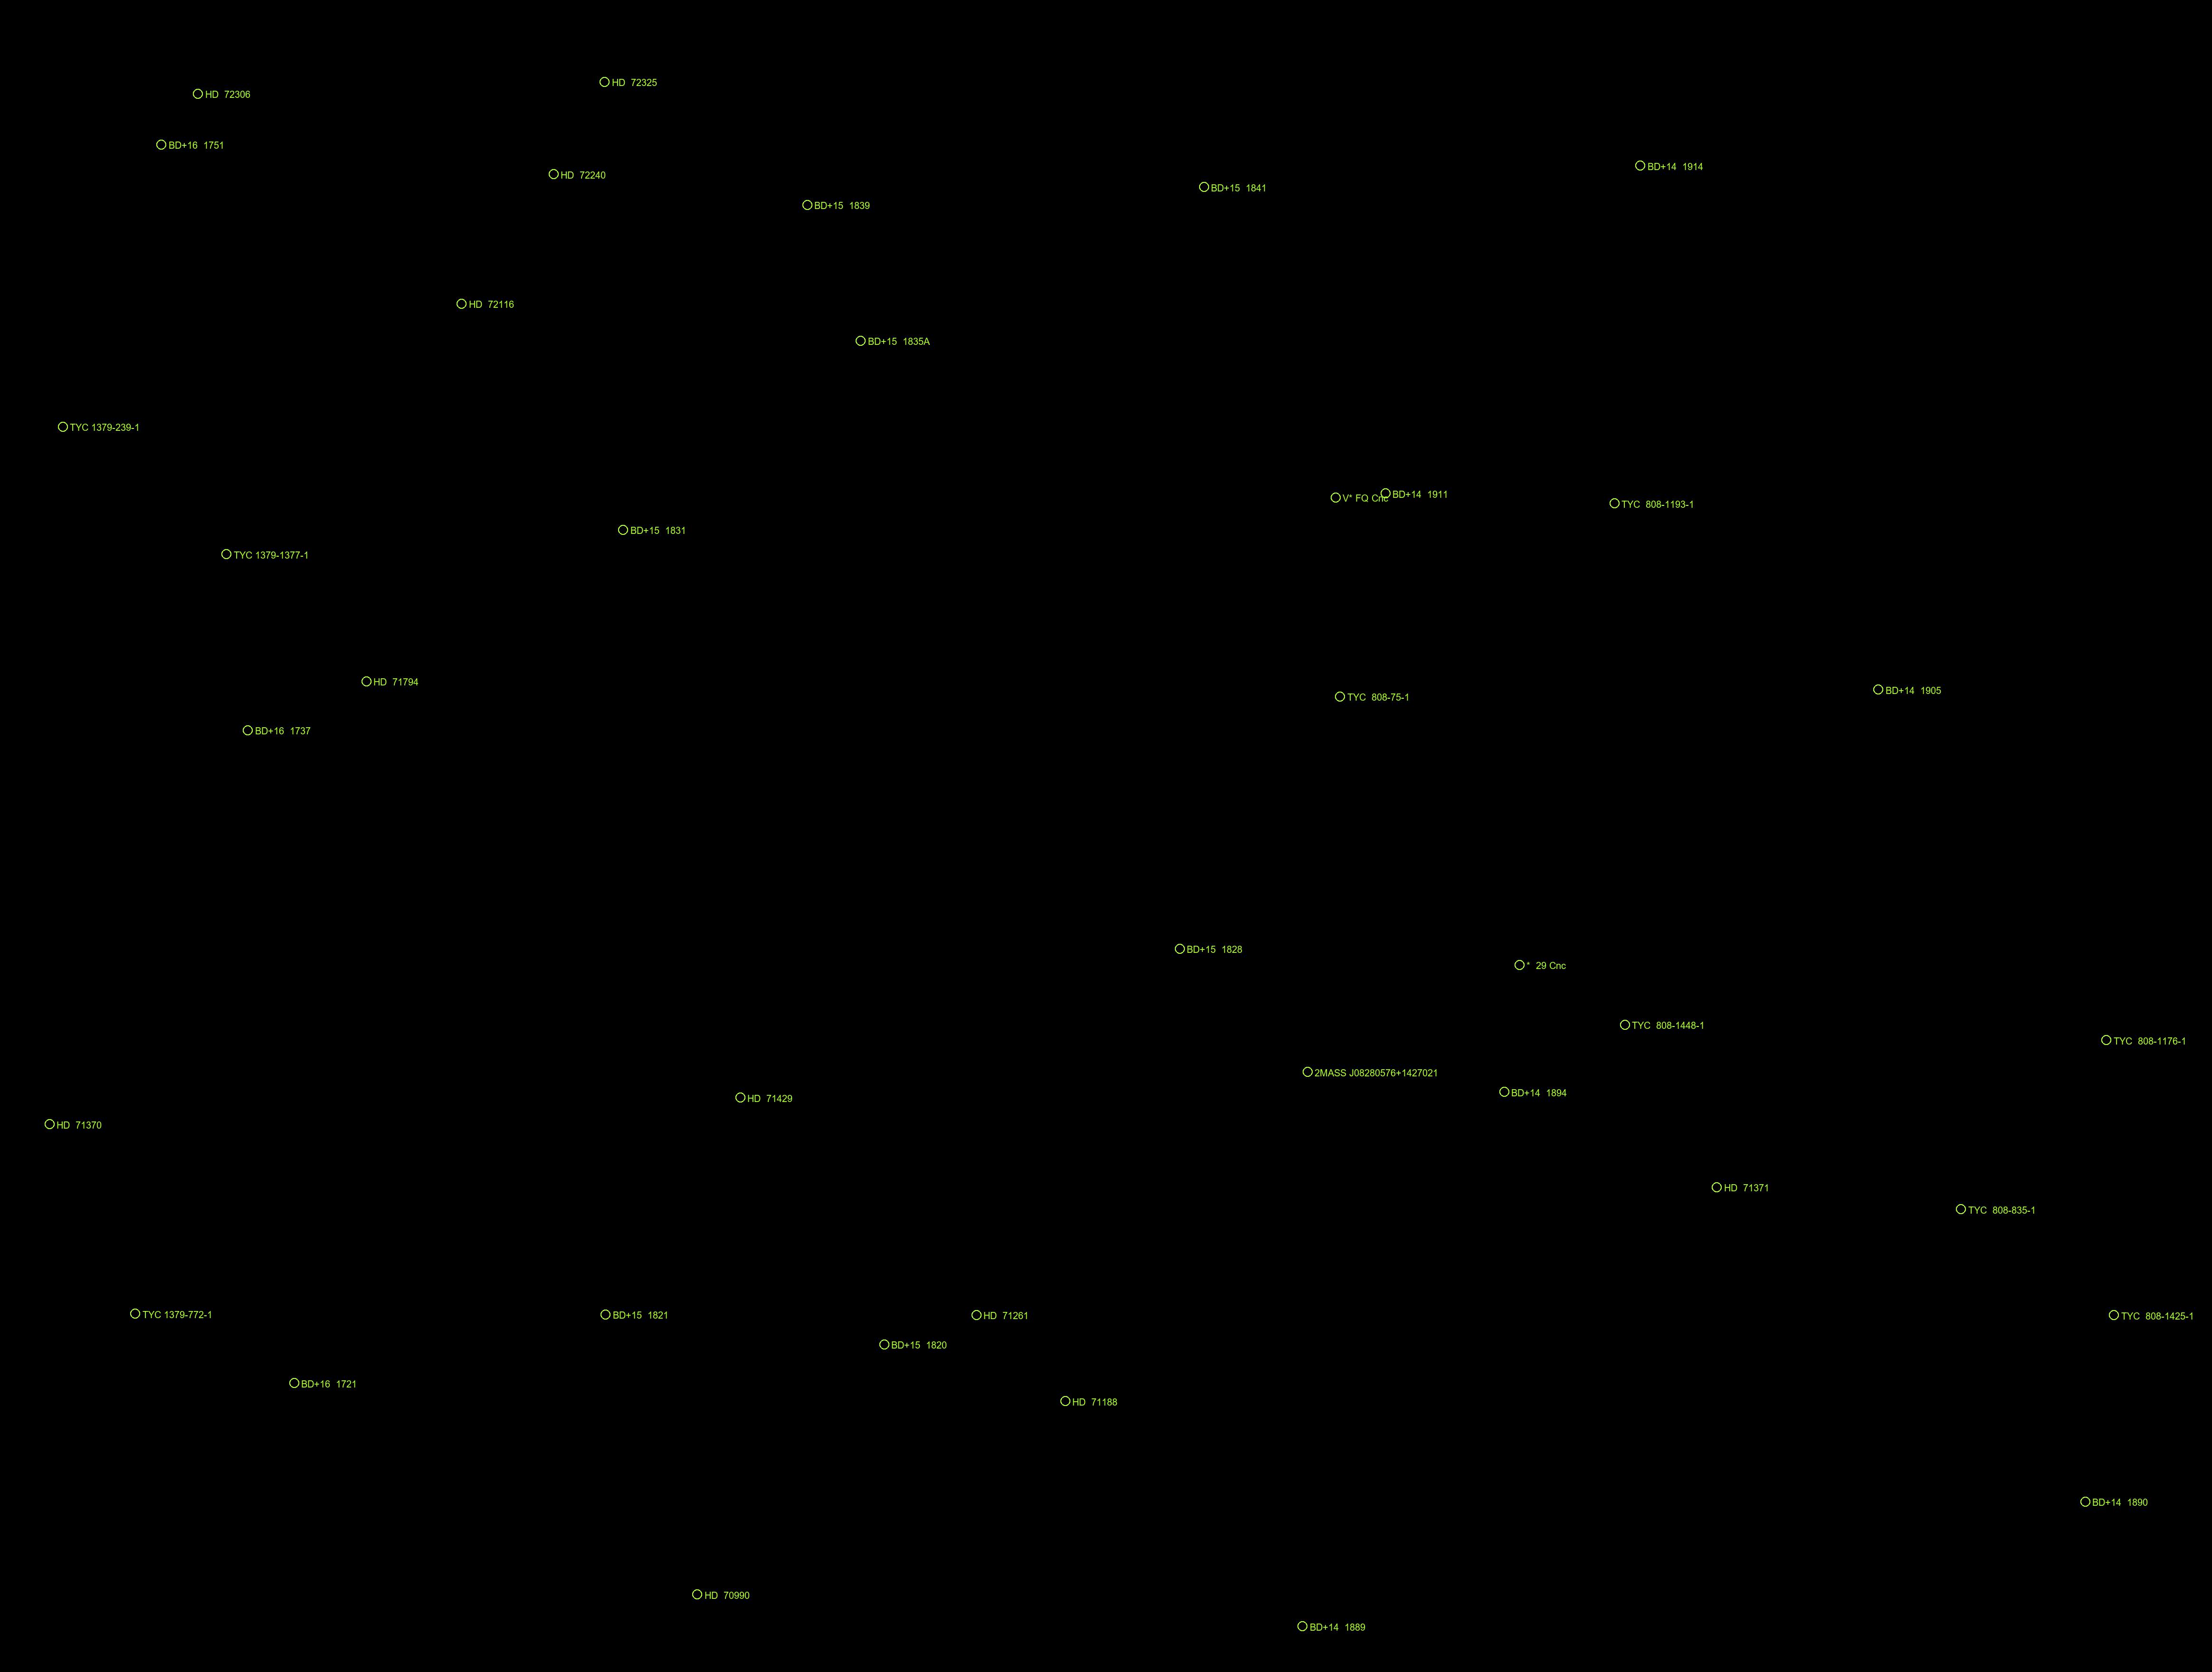 HD  72325
HD  72306
BD+16  1751
BD+14  1914
HD  72240
BD+15  1841
BD+15  1839
HD  72116
BD+15  1835A
TYC 1379-239-1
BD+14  1911
V* FQ Cnc
TYC  808-1193-1
BD+15  1831
TYC 1379-1377-1
HD  71794
BD+14  1905
TYC  808-75-1
BD+16  1737
BD+15  1828
*  29 Cnc
TYC  808-1448-1
TYC  808-1176-1
2MASS J08280576+1427021
BD+14  1894
HD  71429
HD  71370
HD  71371
TYC  808-835-1
TYC 1379-772-1
BD+15  1821
HD  71261
TYC  808-1425-1
BD+15  1820
BD+16  1721
HD  71188
BD+14  1890
HD  70990
BD+14  1889